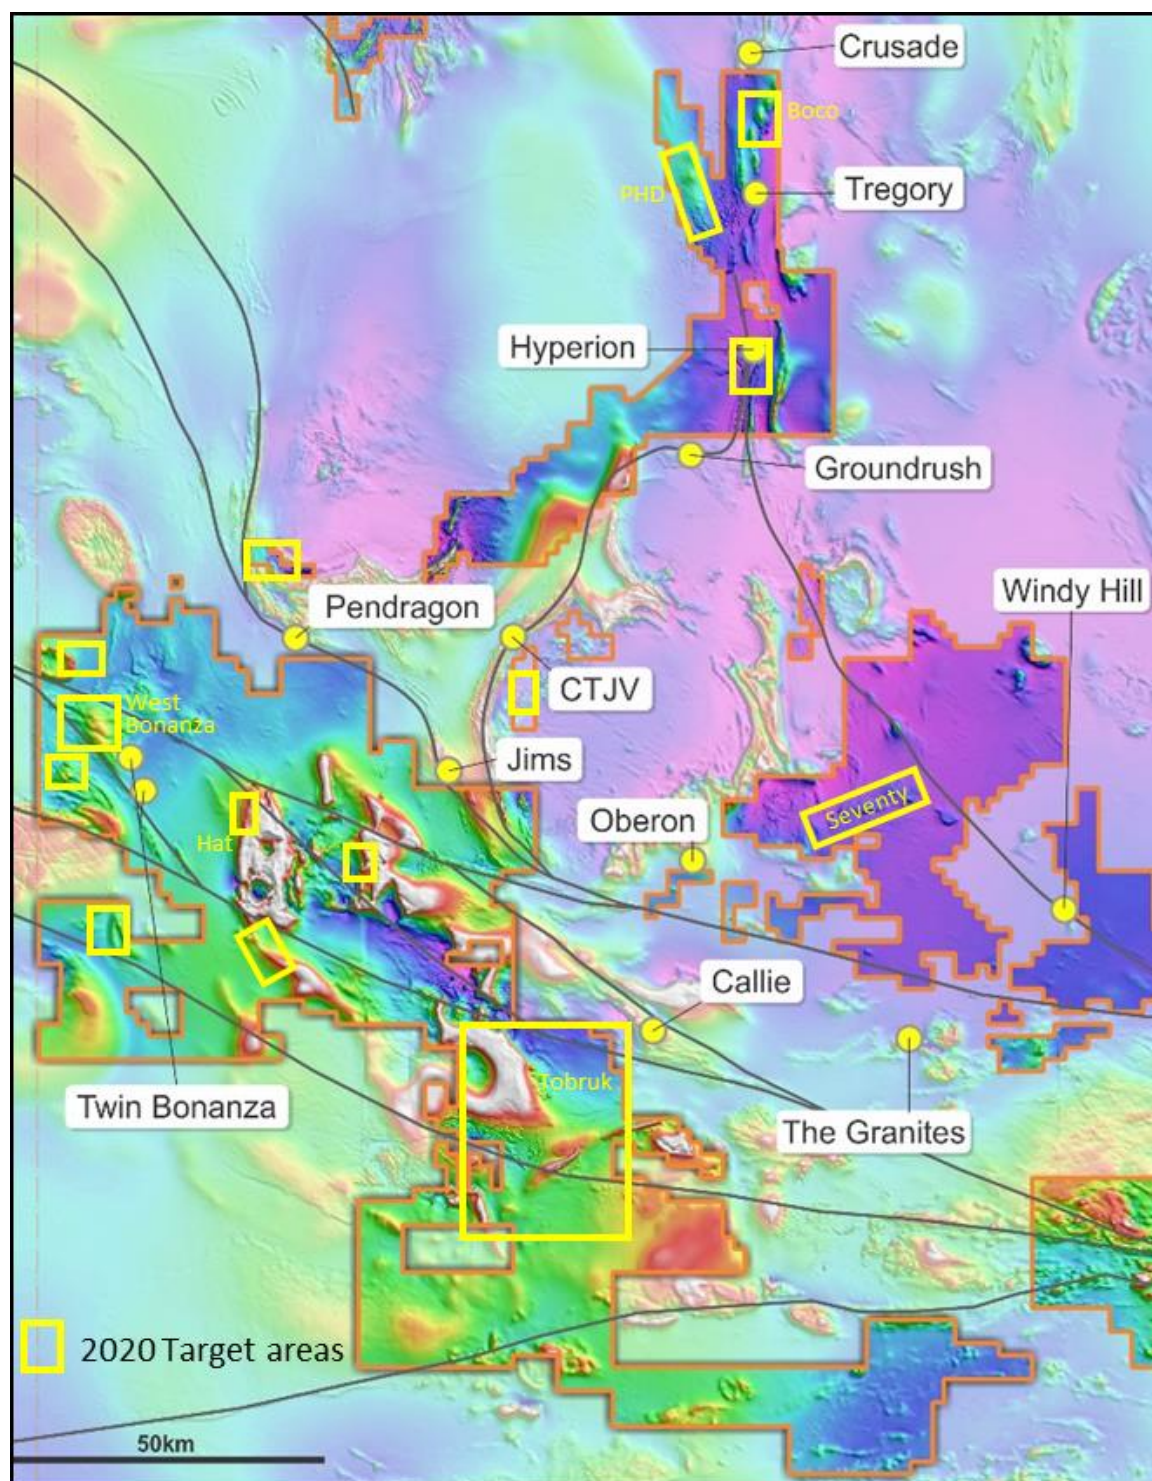 Crusade
Boco
PHD
Tregory
Hyperion
Groundrush
Windy Hill
Pendragon
CTJV
West
Bonanza
Jims
Seventy
Oberon
Hat
Callie
Tobruk
Twin Bonanza
The Granites
2020 Target areas
50km